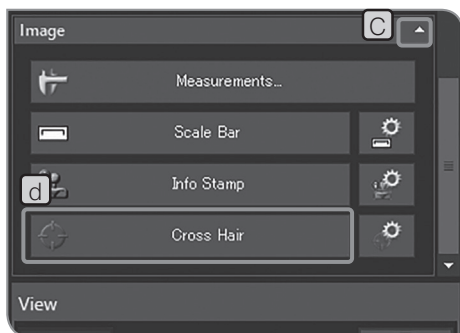 Image
C
Measurements...
Scale Bar
Info Stamp
d
Cross Hair
View